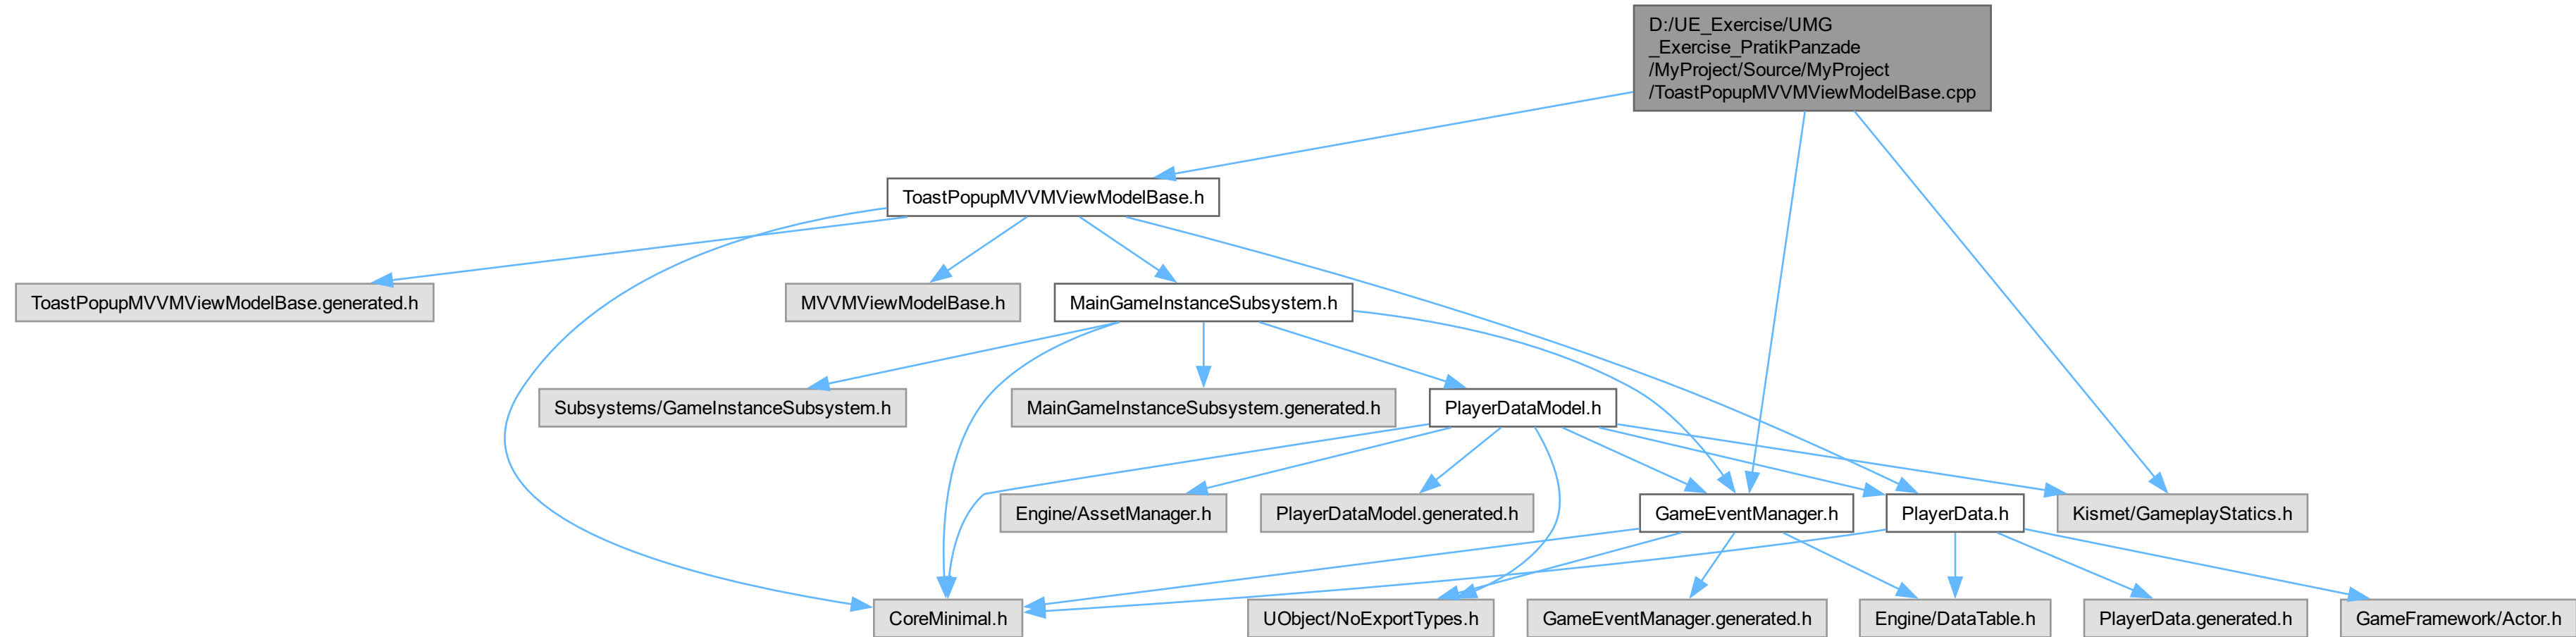 D:/UE_Exercise/UMG
_Exercise_PratikPanzade
/MyProject/Source/MyProject
/ToastPopupMVVMViewModelBase.cpp
ToastPopupMVVMViewModelBase.h
ToastPopupMVVMViewModelBase.generated.h
MVVMViewModelBase.h
MainGameInstanceSubsystem.h
Subsystems/GameInstanceSubsystem.h
MainGameInstanceSubsystem.generated.h
PlayerDataModel.h
Engine/AssetManager.h
PlayerDataModel.generated.h
GameEventManager.h
PlayerData.h
Kismet/GameplayStatics.h
CoreMinimal.h
UObject/NoExportTypes.h
GameEventManager.generated.h
Engine/DataTable.h
PlayerData.generated.h
GameFramework/Actor.h